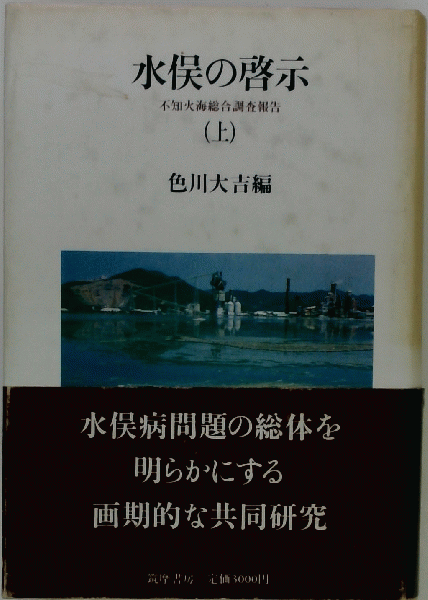 水俣の啓示
不知火海総合調査報告
(上)
色川大吉編
水俣病問題の総体を
明らかにする
画期的な共同研究
筑摩書房 定価3000円